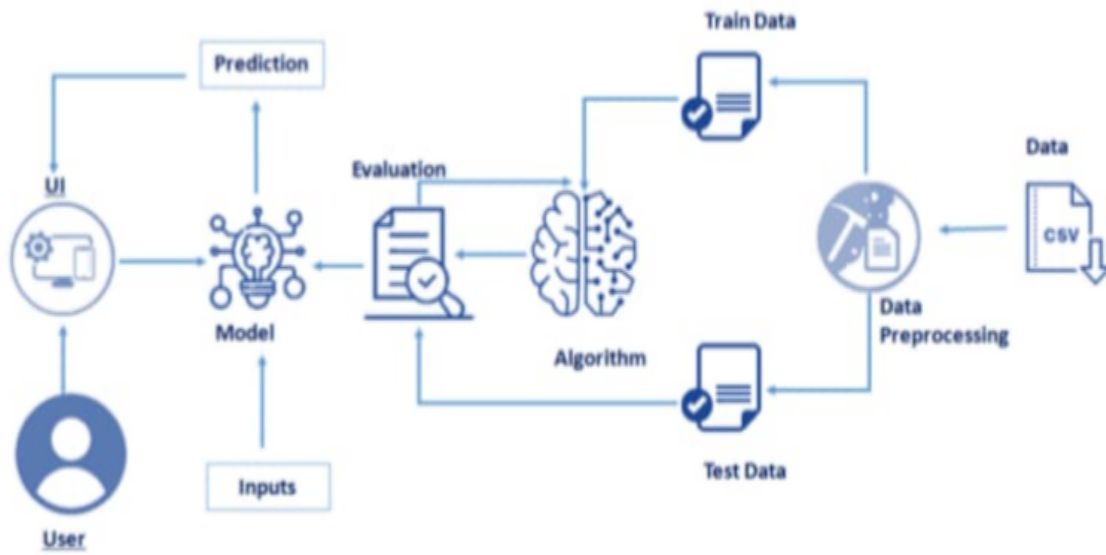 Train Data
Prediction
Data
Evaluation
UI
CSV
Model
Algorithm
Data
Preprocessing
Inputs
Test Data
User